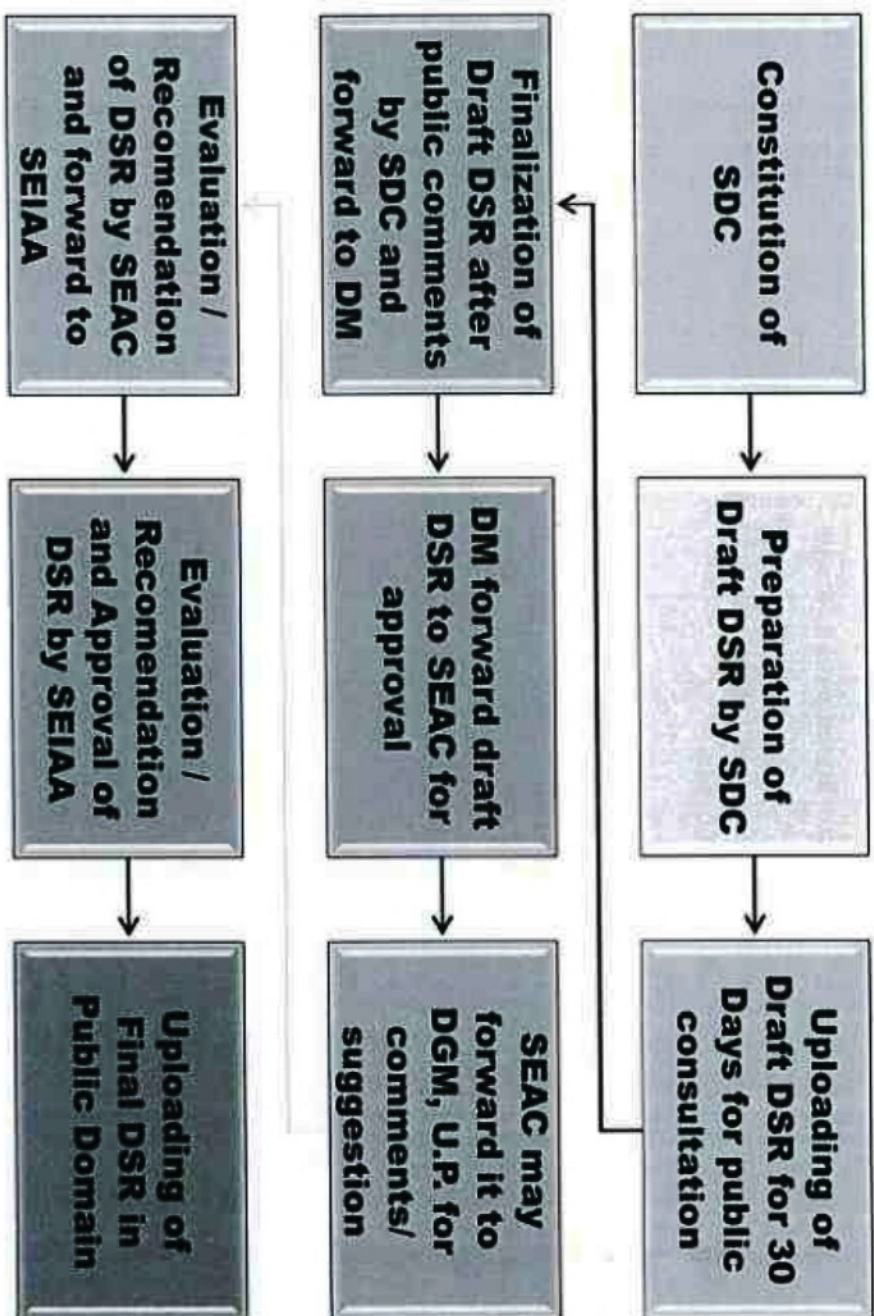 Constitution of
SDC
Preparation of
Draft DSR by SDC
Uploading of
Draft DSR for 30
Days for public
consultation
Finalization of
Draft DSR after
public comments
by SDC and
forward to DM
DM forward draft
DSR to SEAC for
approval
SEAC may
forward it to
DGM, U.P. for
comments/
suggestion
Evaluation /
Recomendation
of DSR by SEAC
and forward to
SEIAA
Evaluation /
Recomendation
and Approval of
DSR by SEIAA
Uploading of
Final DSR in
Public Domain